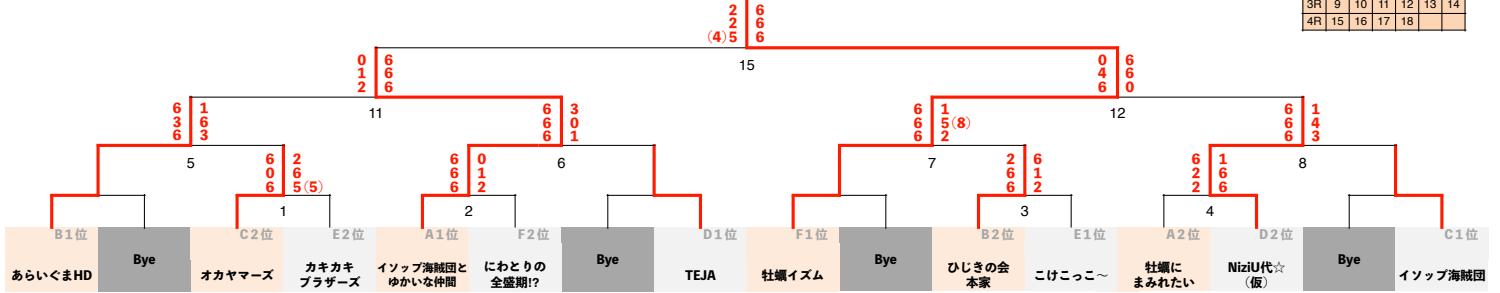 3R 9 10 11 12 13 14
4R 15 16 17 18
2 6
2 6
(4)5 6
15
0 6
1 6
2 6
11
0 6
4 6
6 0
12
6 1
3 6
6 3
5
6 3
6 0
6 1
6
6 1
6 5(8)
6 2
7
6 1
6 4
6 3
8
6 2
0 6
6 5(5)
1
6 0
6 1
6 2
2
2 6
6 1
6 2
3
6 1
2 6
2 6
4
B1位
あらいぐまHD
Bye
C2位
オカヤマーズ
E2位
カキカキ
ブラザーズ
A1位
イソップ海賊団と
ゆかいな仲間
F2位
にわとりの
全盛期!?
Bye
D1位
TEJA
F1位
牡蠣イズム
Bye
B2位
ひじきの会
本家
E1位
こけこっこ～
A2位
牡蠣に
まみれたい
D2位
NiziU代☆
（仮）
Bye
C1位
イソップ海賊団